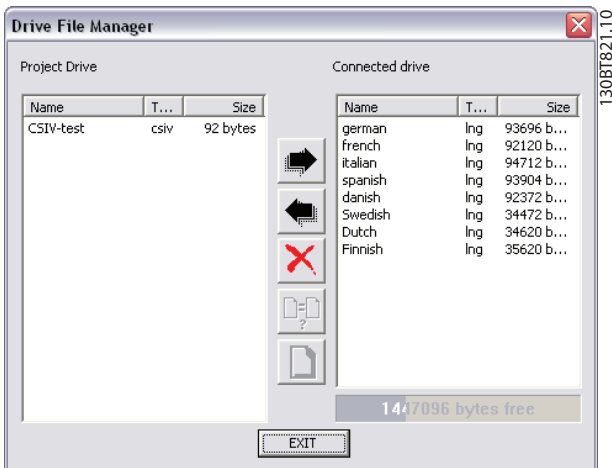 Drive File Manager
130BT821.10
Project Drive
Connected drive
Name T... Size
CSIV-test csiv 92 bytes
Name T... Size
german lng 93696 b...
french lng 92120 b...
italian lng 94712 b...
spanish lng 93904 b...
danish lng 92372 b...
Swedish lng 34472 b...
Dutch lng 34620 b...
Finnish lng 35620 b...
?
1447096 bytes free
EXIT